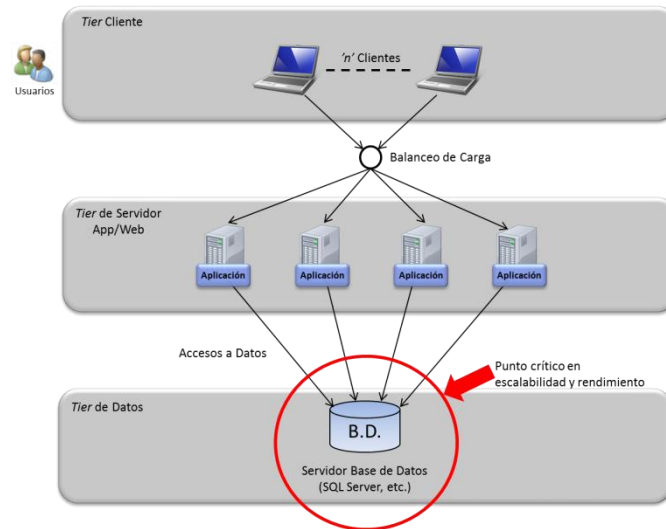 Tier Cliente
Usuarios
'n' Clientes
Balanceo de Carga
Tier de Servidor
App/Web
Aplicación
Aplicación
Aplicación
Aplicación
Accesos a Datos
Punto crítico en
escalabilidad y rendimiento
Tier de Datos
B.D.
Servidor Base de Datos
(SQL Server, etc.)